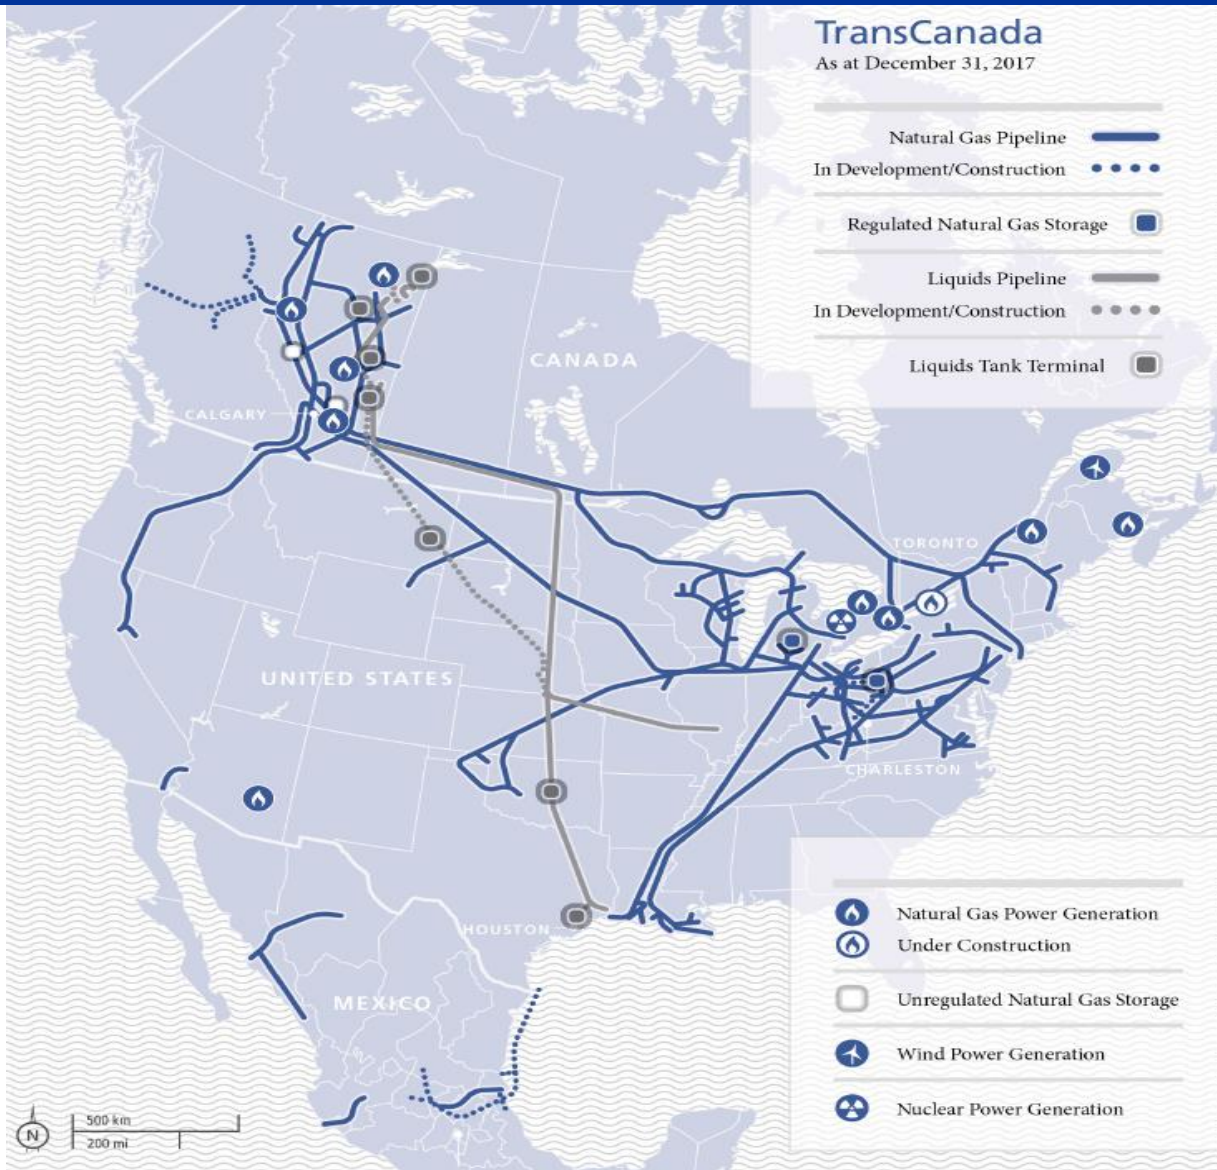 TransCanada
As at December 31, 2017
Natural Gas Pipeline
In Development/Construction
Regulated Natural Gas Storage
Liquids Pipeline
In Development/Construction
Liquids Tank Terminal
CANADA
CALGARY
TORONTO
UNITED STATES
CHARLESTON
HOUSTON
MEXICO
Natural Gas Power Generation
Under Construction
Unregulated Natural Gas Storage
Wind Power Generation
Nuclear Power Generation
N
500 km
200 mi